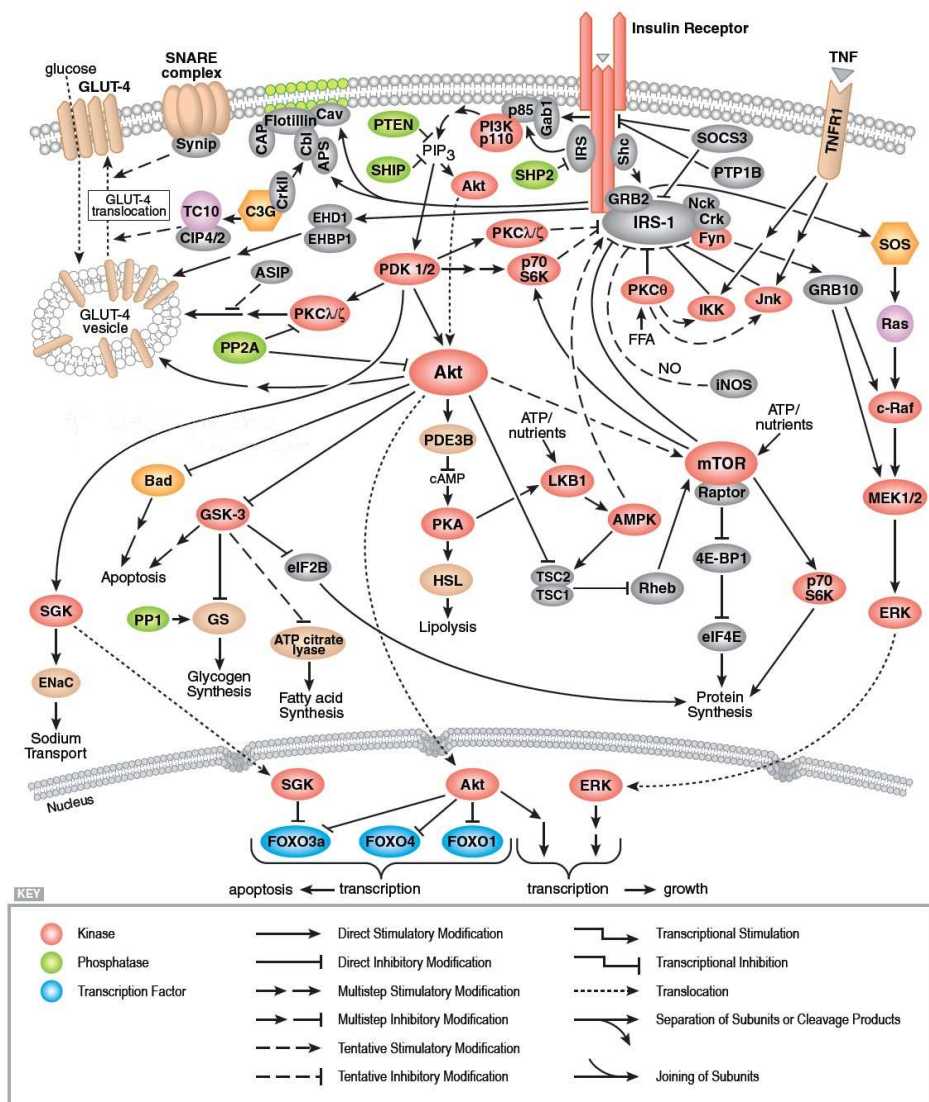 Insulin Receptor
SNARE
complex
TNF
glucose
GLUT-4
Flotillin
Cav
CAP
Cbl
APS
CrkII
Synip
PTEN
PIP3
SHIP
Akt
PI3K
p110
p85
Gab1
SHP2
IRS
Shc
SOCS3
PTP1B
TNFR1
GLUT-4
translocation
TC10
CIP4/2
C3G
EHD1
EHBP1
GRB2
IRS-1
Nck
Crk
Fyn
SOS
PKCλ/ζ
ASIP
PDK 1/2
p70
S6K
PKCθ
IKK
Jnk
GRB10
Ras
GLUT-4
vesicle
PKCλ/ζ
FFA
PP2A
Akt
NO
iNOS
c-Raf
PDE3B
ATP/
nutrients
ATP/
nutrients
cAMP
mTOR
Raptor
Bad
LKB1
MEK1/2
GSK-3
PKA
AMPK
4E-BP1
eIF2B
Apoptosis
HSL
TSC2
TSC1
Rheb
p70
S6K
SGK
PP1
GS
ERK
Lipolysis
eIF4E
ATP citrate
lyase
ENaC
Glycogen
Synthesis
Fatty acid
Synthesis
Protein
Synthesis
Sodium
Transport
Nucleus
SGK
Akt
ERK
FOXO3a
FOXO4
FOXO1
apoptosis
transcription
transcription
growth
KEY
Kinase
Phosphatase
Transcription Factor
Direct Stimulatory Modification
Direct Inhibitory Modification
Multistep Stimulatory Modification
Multistep Inhibitory Modification
Tentative Stimulatory Modification
Tentative Inhibitory Modification
Transcriptional Stimulation
Transcriptional Inhibition
Translocation
Separation of Subunits or Cleavage Products
Joining of Subunits